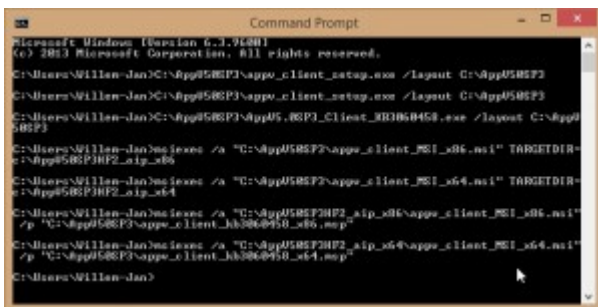 Command Prompt
Microsoft Windows [Version 6.3.9600]
(c) 2013 Microsoft Corporation. All rights reserved.
C:\Users\Willem-Jan>C:\AppV50SP3\appv_client_setup.exe /layout C:\AppV50SP3
C:\Users\Willem-Jan>C:\AppV50SP3\appv_client_setup.exe /layout C:\AppV50SP3
C:\Users\Willem-Jan>C:\AppV50SP3\AppV5.0SP3_Client_KB3060458.exe /layout C:\AppV
50SP3
C:\Users\Willem-Jan>msiexec /a "C:\AppV50SP3\appv_client_MSI_x86.msi" TARGETDIR=
c:\AppV50SP3HF2_aip_x86
C:\Users\Willem-Jan>msiexec /a "C:\AppV50SP3\appv_client_MSI_x64.msi" TARGETDIR=
c:\AppV50SP3HF2_aip_x64
C:\Users\Willem-Jan>msiexec /a "C:\AppV50SP3HF2_aip_x86\appv_client_MSI_x86.msi"
/p "C:\AppV50SP3\appv_client_kb3060458_x86.msp"
C:\Users\Willem-Jan>msiexec /a "C:\AppV50SP3HF2_aip_x64\appv_client_MSI_x64.msi"
/p "C:\AppV50SP3\appv_client_kb3060458_x64.msp"
C:\Users\Willem-Jan>